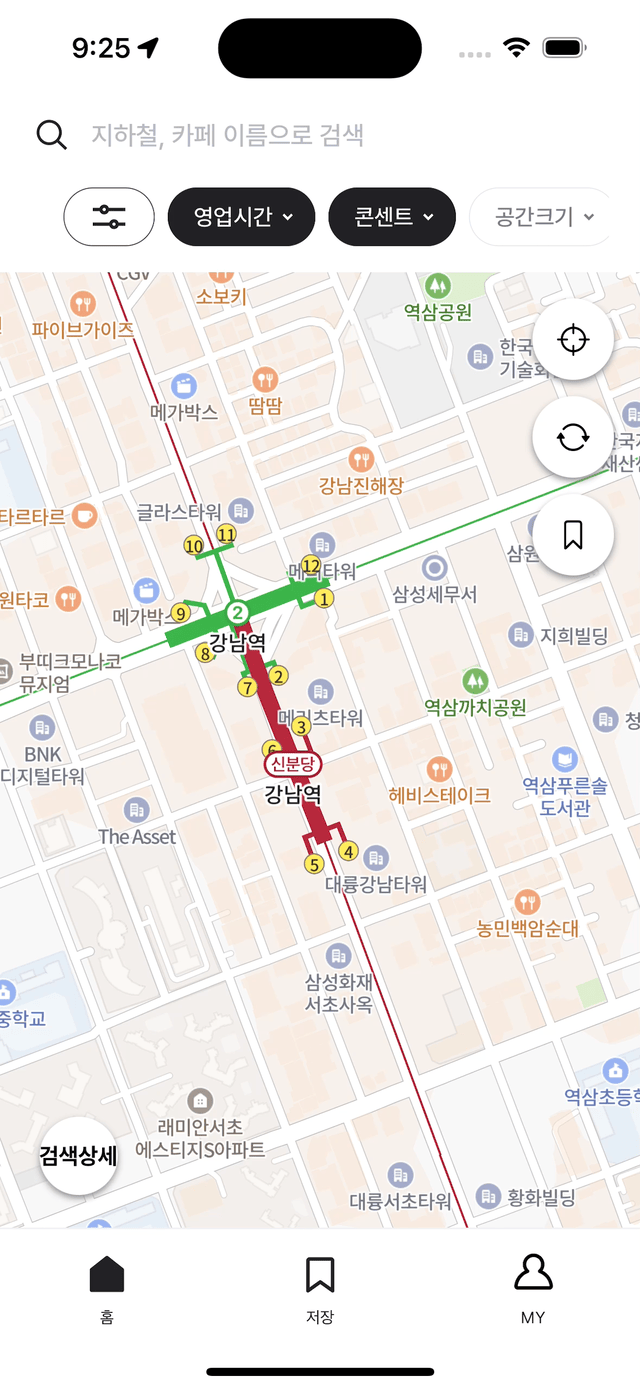 9:25
지하철, 카페 이름으로 검색
영업시간
콘센트
공간크기
CGV
소보키
파이브가이즈
역삼공원
한국
기술회
메가박스
땀땀
강남진해장
글라스타워
타르타르
11
10
12
메리츠타워
삼성세무서
삼원
원타코
메가박스
9
1
2
8
강남역
지희빌딩
부띠크모나코
뮤지엄
7
2
역삼까치공원
메리츠타워
3
6
신분당
강남역
BNK
디지털타워
헤비스테이크
역삼푸른솔
도서관
The Asset
5
4
대륭강남타워
농민백암순대
삼성화재
서초사옥
중학교
역삼초등학
래미안서초
에스티지S아파트
검색상세
대륭서초타워
황화빌딩
홈
저장
MY